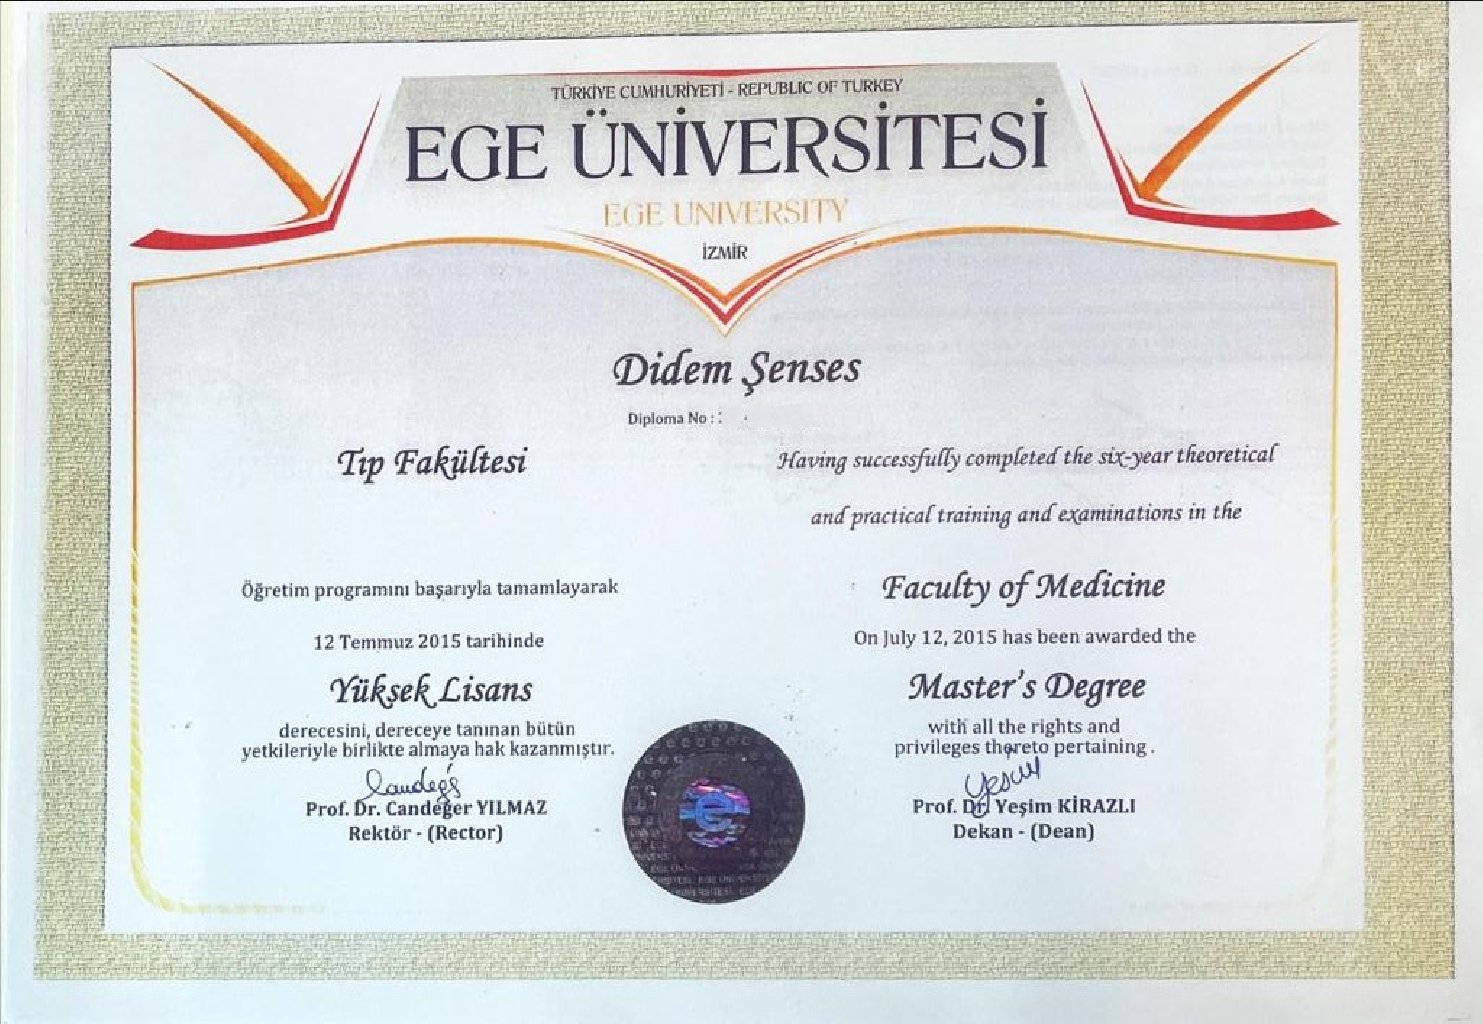 TÜRKİYE CUMHURİYETİ - REPUBLIC OF TURKEY
EGE ÜNİVERSİTESİ
EGE UNIVERSITY
İZMİR
Didem Şenses
Diploma No :
Tıp Fakültesi
Öğretim programını başarıyla tamamlayarak
12 Temmuz 2015 tarihinde
Yüksek Lisans
derecesini, dereceye tanınan bütün
yetkileriyle birlikte almaya hak kazanmıştır.
Prof. Dr. Candeğer YILMAZ
Rektör - (Rector)
Having successfully completed the six-year theoretical
and practical training and examinations in the
Faculty of Medicine
On July 12, 2015 has been awarded the
Master's Degree
with all the rights and
privileges thereto pertaining .
Prof. Dr. Yeşim KİRAZLI
Dekan - (Dean)